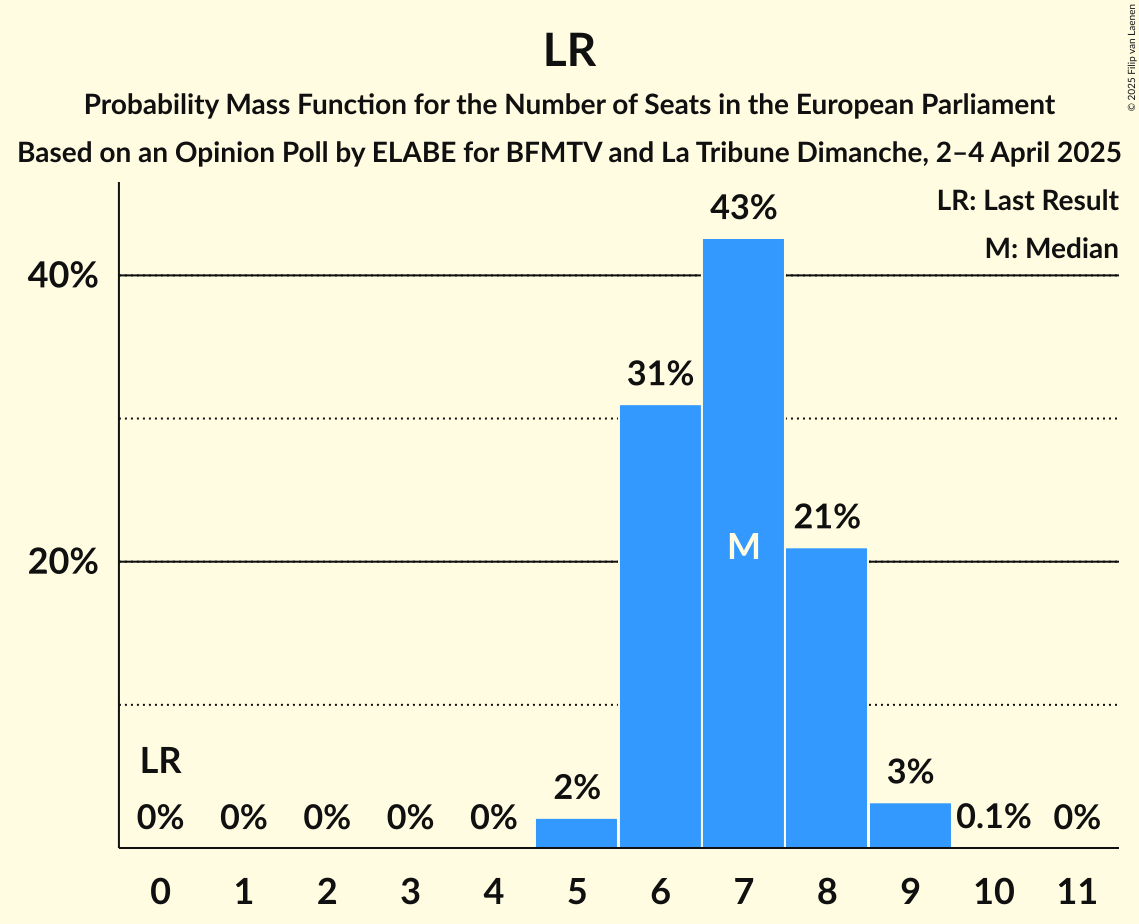 LR
Probability Mass Function for the Number of Seats in the European Parliament
Based on an Opinion Poll by ELABE for BFMTV and La Tribune Dimanche, 2–4 April 2025
© 2025 Filip van Laenen
LR: Last Result
M: Median
43%
40%
31%
21%
20%
M
LR
0% 0% 0% 0% 0% 2% 3% 0.1% 0%
0 1 2 3 4 5 6 7 8 9 10 11